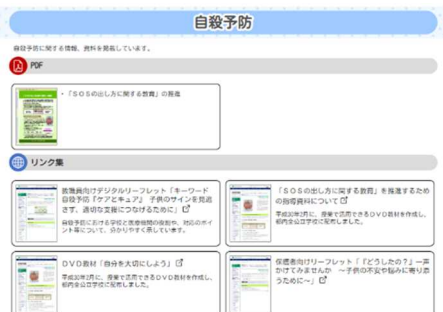 自殺予防
自殺予防に関する情報、資料を掲載しています。
PDF
・「SOSの出し方に関する教育」の推進
リンク集
教職員向けデジタルリーフレット「キーワード
自殺予防『ケアとキュア』 子供のサインを見逃
さず、適切な支援につなげるために」
自殺予防における学校と医療機関の役割や、対応のポイ
ント等について、分かりやすく示しています。
「SOSの出し方に関する教育」を推進するため
の指導資料について
平成30年2月に、授業で活用できるDVD教材を作成し、
都内全公立学校に配布しました。
DVD教材「自分を大切にしよう」
平成30年2月に、授業で活用できるDVD教材を作成し、
都内全公立学校に配布しました。
保護者向けリーフレット「『どうしたの?』一声
かけてみませんか ～子供の不安や悩みに寄り添
うために～」